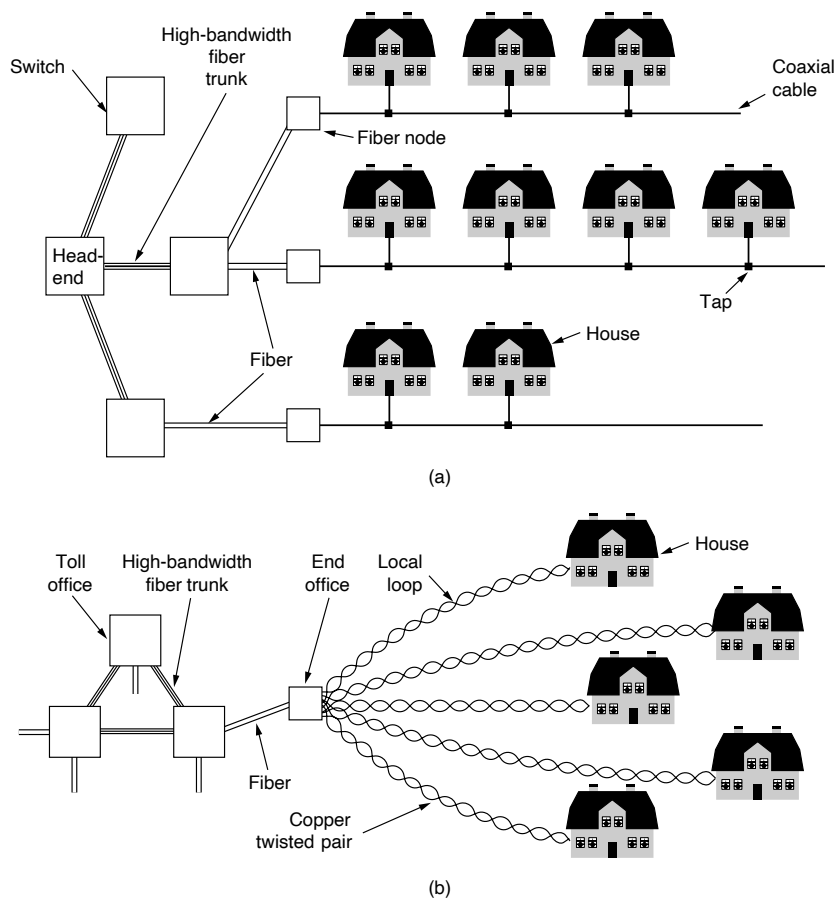 High-bandwidth
fiber
trunk
Switch
Coaxial
cable
Fiber node
Head-
end
Tap
Fiber
House
(a)
Toll
office
High-bandwidth
fiber trunk
End
office
Local
loop
House
Fiber
Copper
twisted pair
(b)